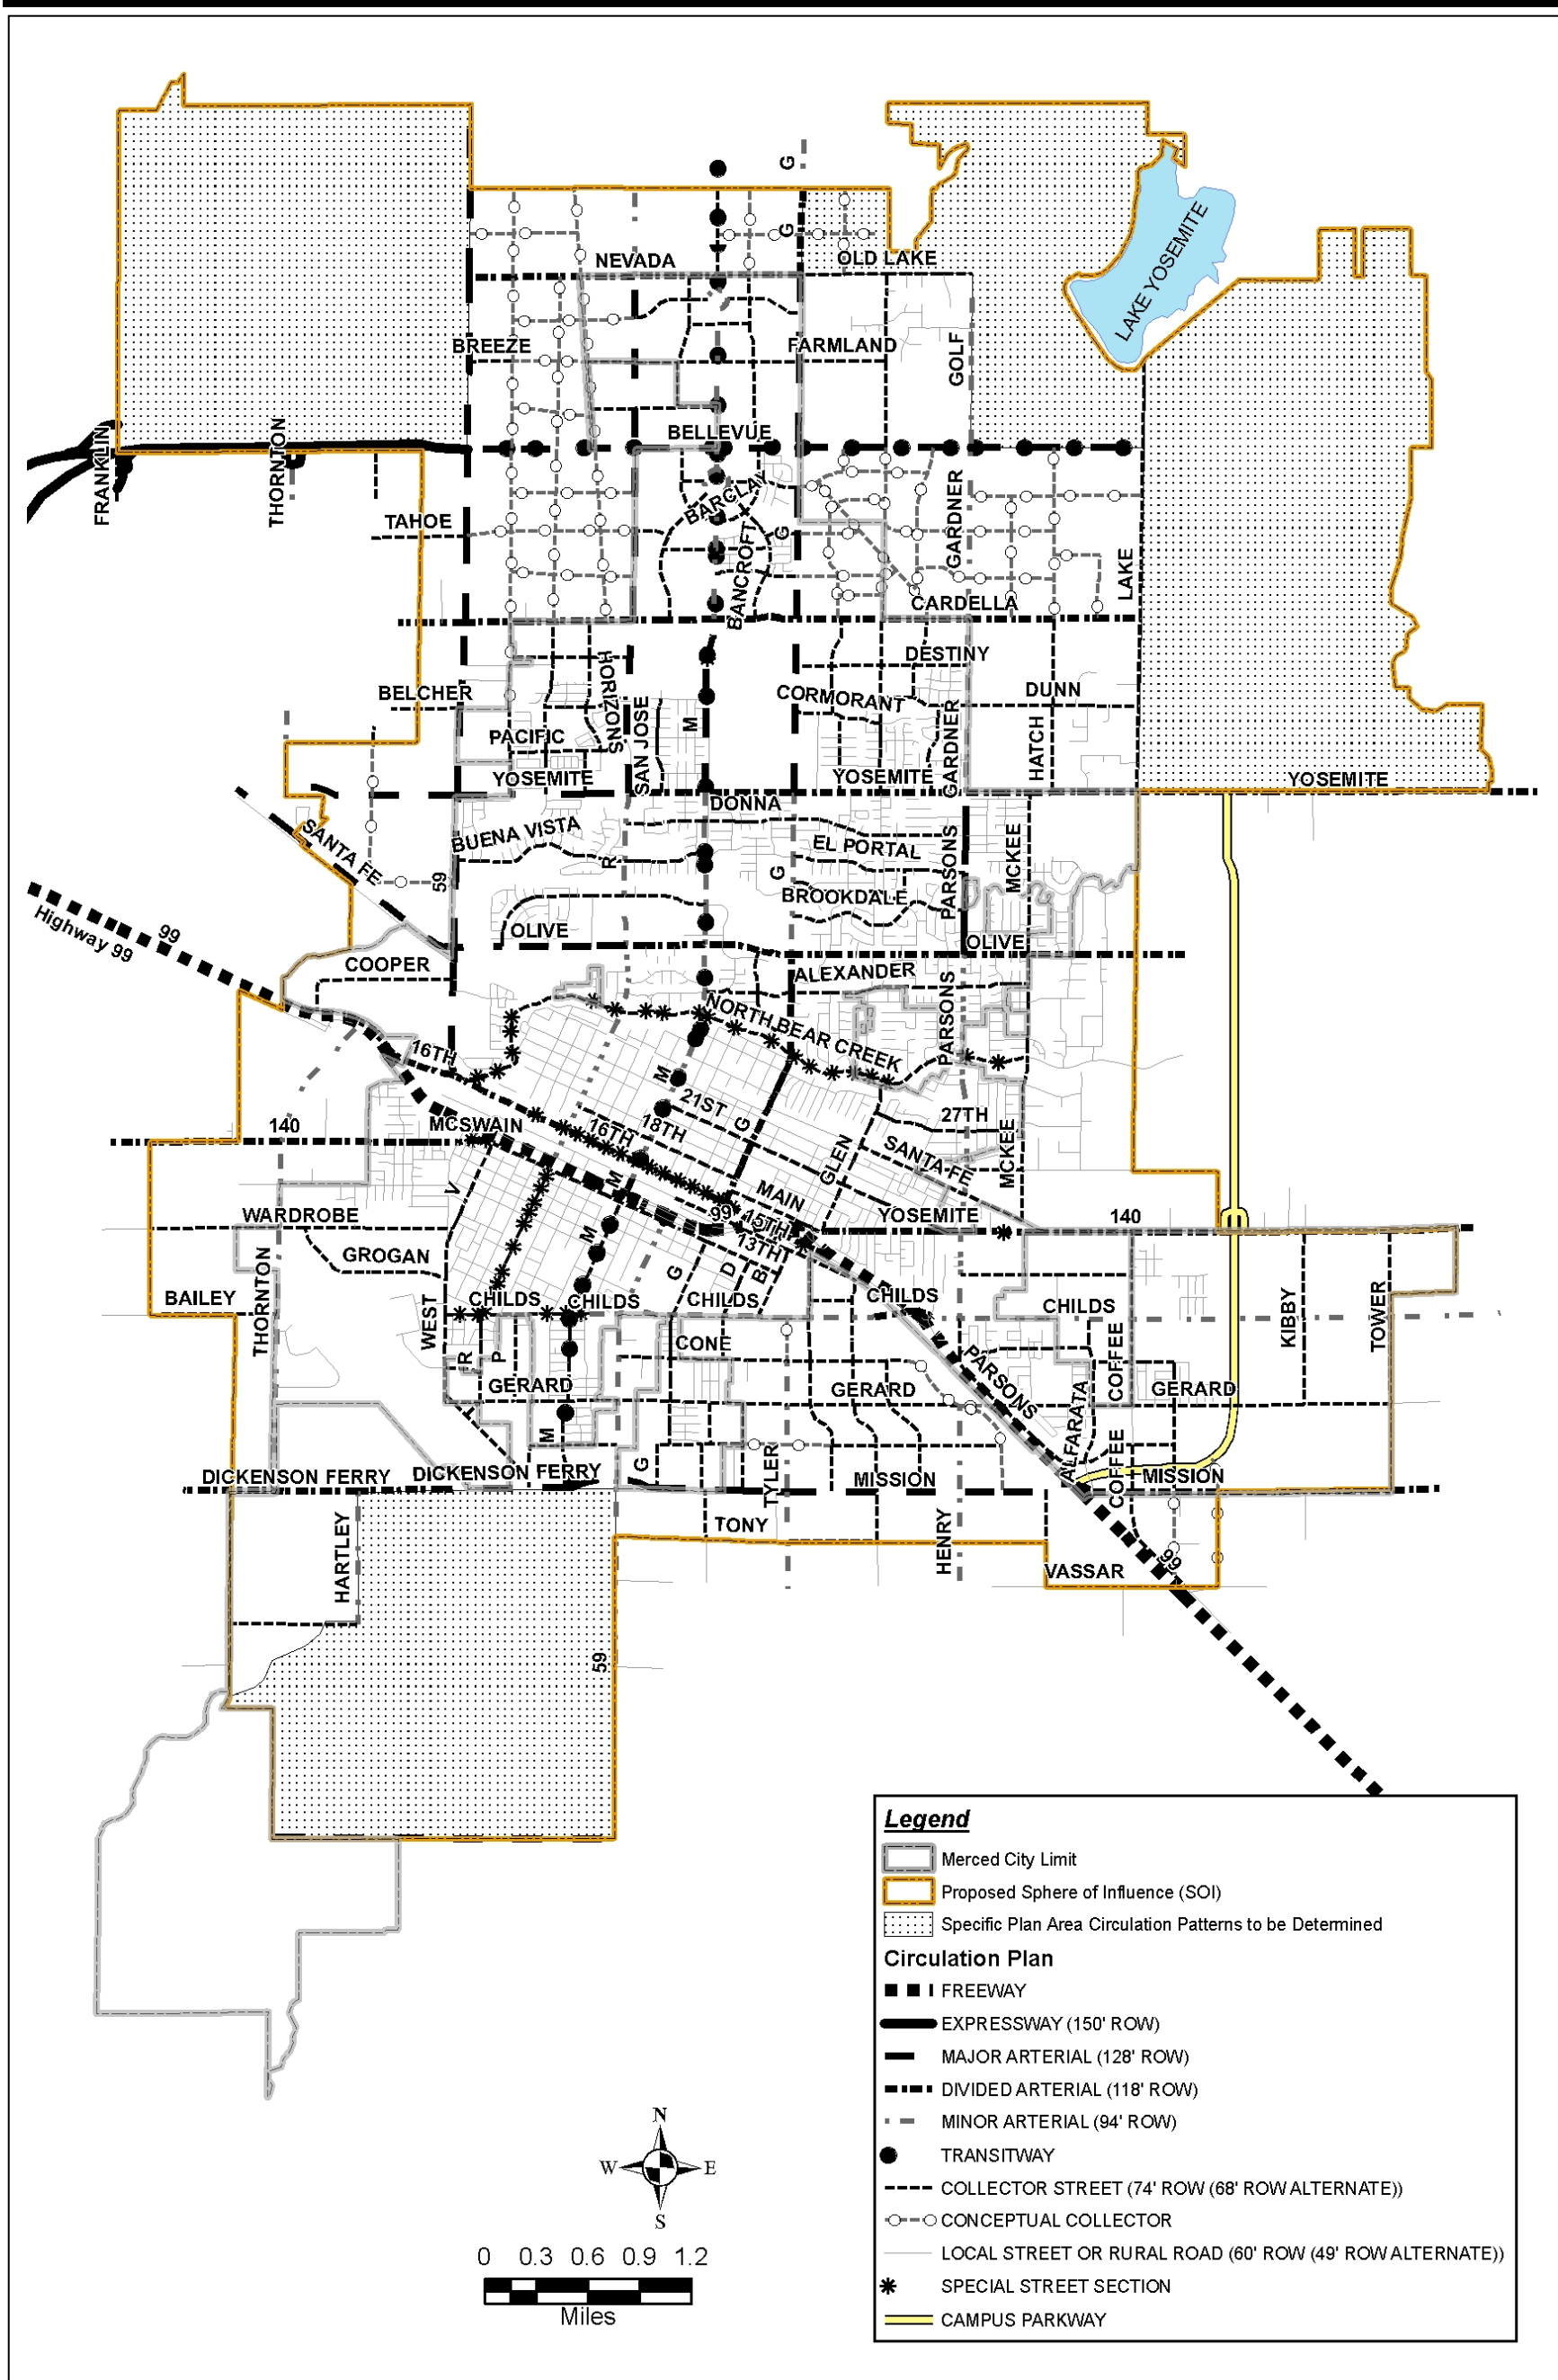 G
G
NEVADA
OLD LAKE
LAKE YOSEMITE
BREEZE
FARMLAND
GOLF
FRANKLIN
THORNTON
BELLEVUE
TAHOE
BARCLAY
BANCROFT
G
GARDNER
LAKE
CARDELLA
DESTINY
BELCHER
HORIZONS
SAN JOSE
M
CORMORANT
DUNN
PACIFIC
GARDNER
HATCH
YOSEMITE
YOSEMITE
YOSEMITE
DONNA
SANTA FE
BUENA VISTA
R
EL PORTAL
PARSONS
MCKEE
59
G
BROOKDALE
99
Highway 99
OLIVE
OLIVE
COOPER
ALEXANDER
PARSONS
NORTH BEAR CREEK
16TH
M
21ST
G
27TH
140
MCSWAIN
16TH
18TH
GLEN
SANTA FE
MCKEE
V
M
MAIN
WARDROBE
99
15TH
YOSEMITE
140
GROGAN
M
13TH
THORNTON
G
D
B
BAILEY
WEST
CHILDS
CHILDS
CHILDS
CHILDS
CHILDS
KIBBY
TOWER
R
P
CONE
PARSONS
COFFEE
GERARD
GERARD
GERARD
ALFARATA
M
G
DICKENSON FERRY
DICKENSON FERRY
TYLER
MISSION
COFFEE
MISSION
HARTLEY
TONY
HENRY
VASSAR
99
59
Legend
Merced City Limit
Proposed Sphere of Influence (SOI)
Specific Plan Area Circulation Patterns to be Determined
Circulation Plan
FREEWAY
EXPRESSWAY (150' ROW)
MAJOR ARTERIAL (128' ROW)
DIVIDED ARTERIAL (118' ROW)
MINOR ARTERIAL (94' ROW)
TRANSITWAY
COLLECTOR STREET (74' ROW (68' ROW ALTERNATE))
CONCEPTUAL COLLECTOR
LOCAL STREET OR RURAL ROAD (60' ROW (49' ROW ALTERNATE))
SPECIAL STREET SECTION
CAMPUS PARKWAY
N
W E
S
0 0.3 0.6 0.9 1.2
Miles